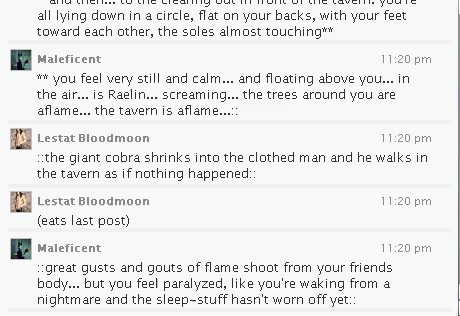 and then... to the clearing out in front of the tavern. you're
all lying down in a circle, flat on your backs, with your feet
toward each other, the soles almost touching**
Maleficent 11:20 pm
** you feel very still and calm... and floating above you... in
the air... is Raelin... screaming... the trees around you are
aflame... the tavern is aflame...::
Lestat Bloodmoon 11:20 pm
::the giant cobra shrinks into the clothed man and he walks in
the tavern as if nothing happened::
Lestat Bloodmoon 11:20 pm
(eats last post)
Maleficent 11:20 pm
::great gusts and gouts of flame shoot from your friends
body... but you feel paralyzed, like you're waking from a
nightmare and the sleep-stuff hasn't worn off yet::